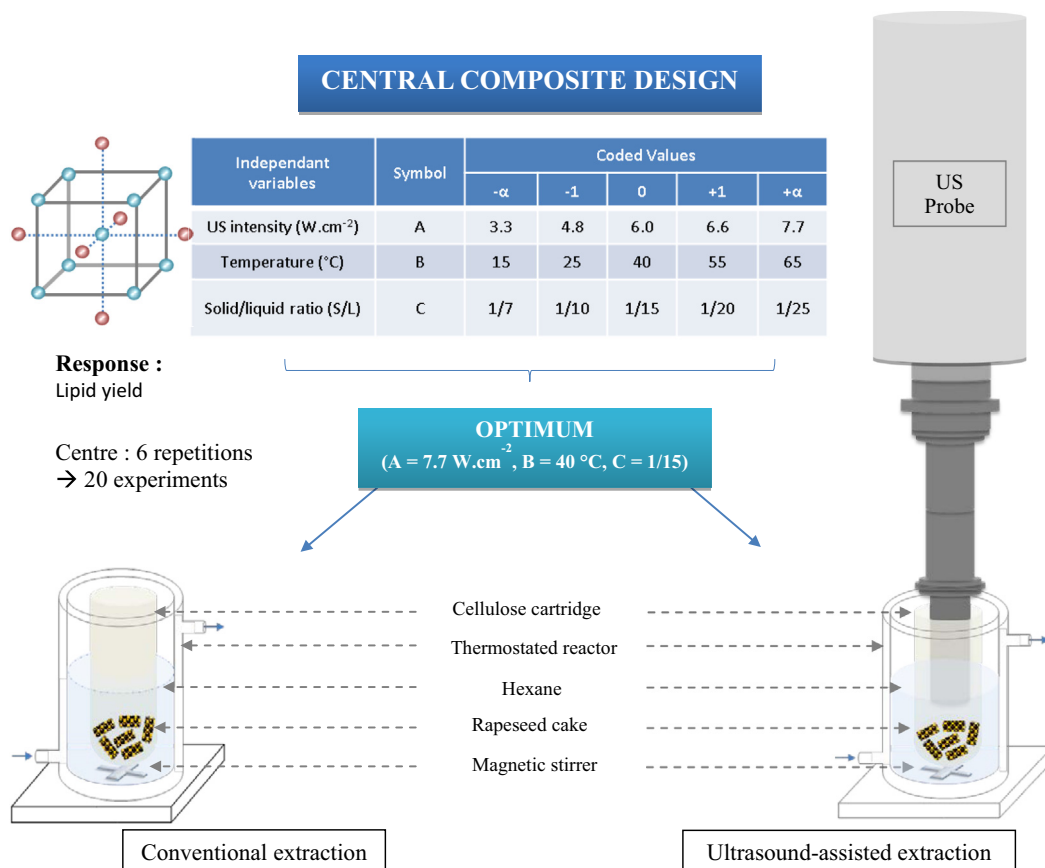 CENTRAL COMPOSITE DESIGN
US
Probe
Independant variables Symbol Coded Values
-α -1 0 +1 +α
US intensity (W.cm⁻²) A 3.3 4.8 6.0 6.6 7.7
Temperature (°C) B 15 25 40 55 65
Solid/liquid ratio (S/L) C 1/7 1/10 1/15 1/20 1/25
Response :
Lipid yield
Centre : 6 repetitions
→ 20 experiments
OPTIMUM
(A = 7.7 W.cm⁻², B = 40 °C, C = 1/15)
Cellulose cartridge
Thermostated reactor
Hexane
Rapeseed cake
Magnetic stirrer
Conventional extraction
Ultrasound-assisted extraction